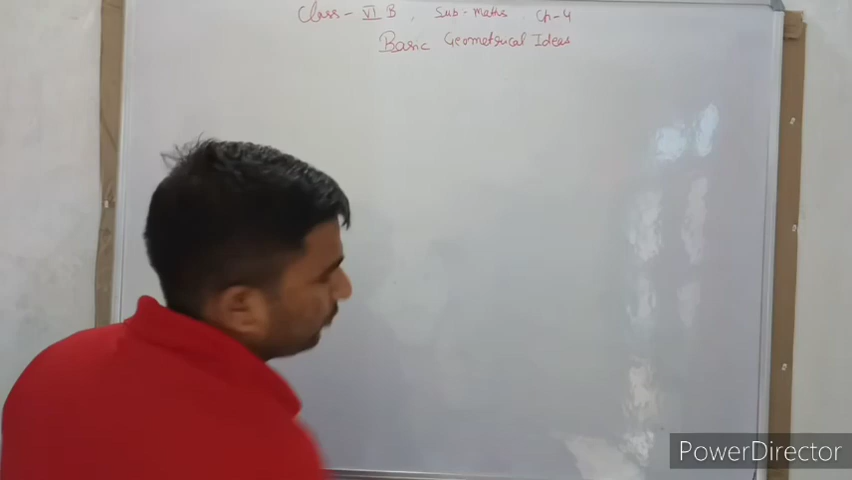 Class - VI B , Sub - Maths Ch-4
Basic Geometrical Ideas
PowerDirector